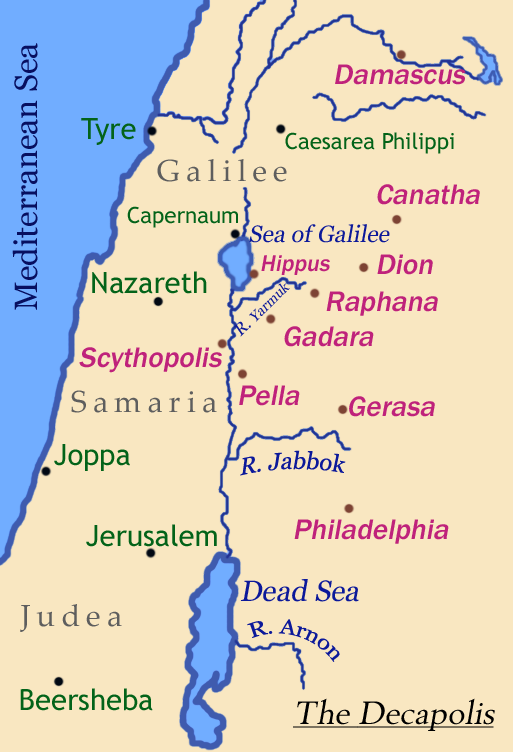 Mediterranean Sea
Damascus
Tyre
Caesarea Philippi
Galilee
Canatha
Capernaum
Sea of Galilee
Hippus
Dion
Nazareth
R. Yarmuk
Raphana
Gadara
Scythopolis
Pella
Samaria
Gerasa
Joppa
R. Jabbok
Philadelphia
Jerusalem
Dead Sea
Judea
R. Arnon
Beersheba
The Decapolis